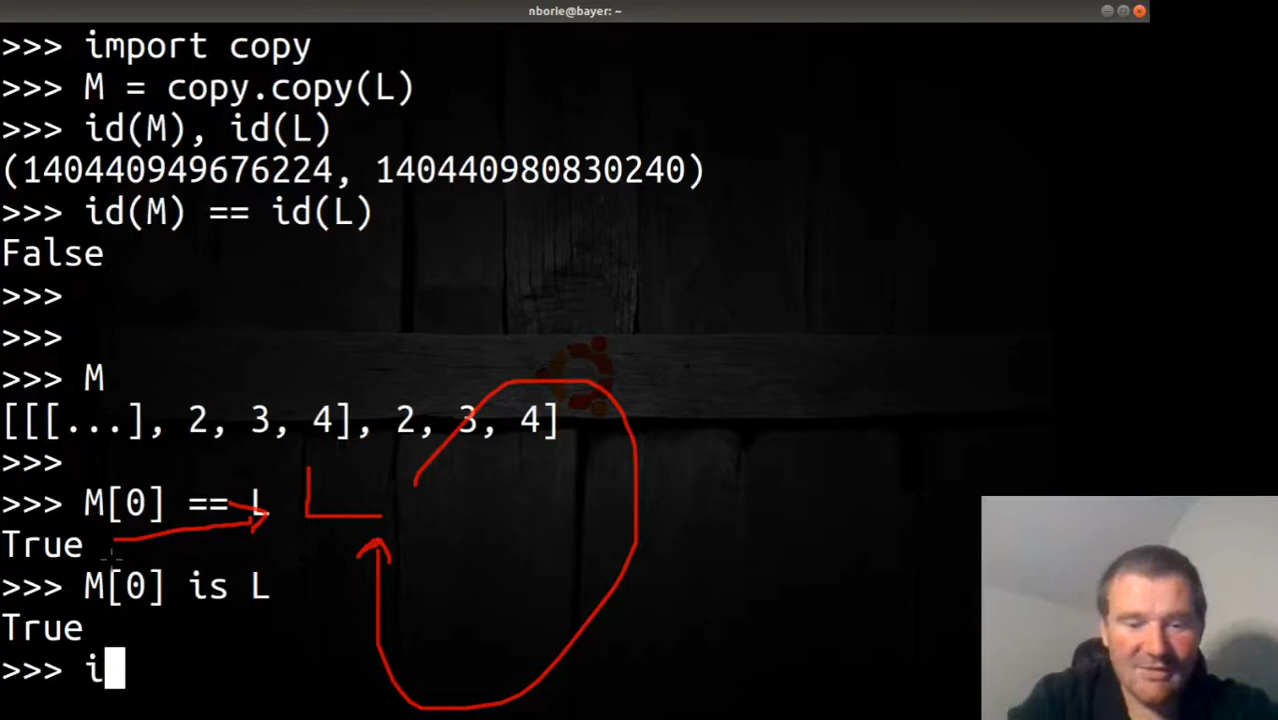 nborie@bayer: ~
>>> import copy
>>> M = copy.copy(L)
>>> id(M), id(L)
(140440949676224, 140440980830240)
>>> id(M) == id(L)
False
>>>
>>>
>>> M
[[[...], 2, 3, 4], 2, 3, 4]
>>>
>>> M[0] == L
L
True
>>> M[0] is L
True
>>> i